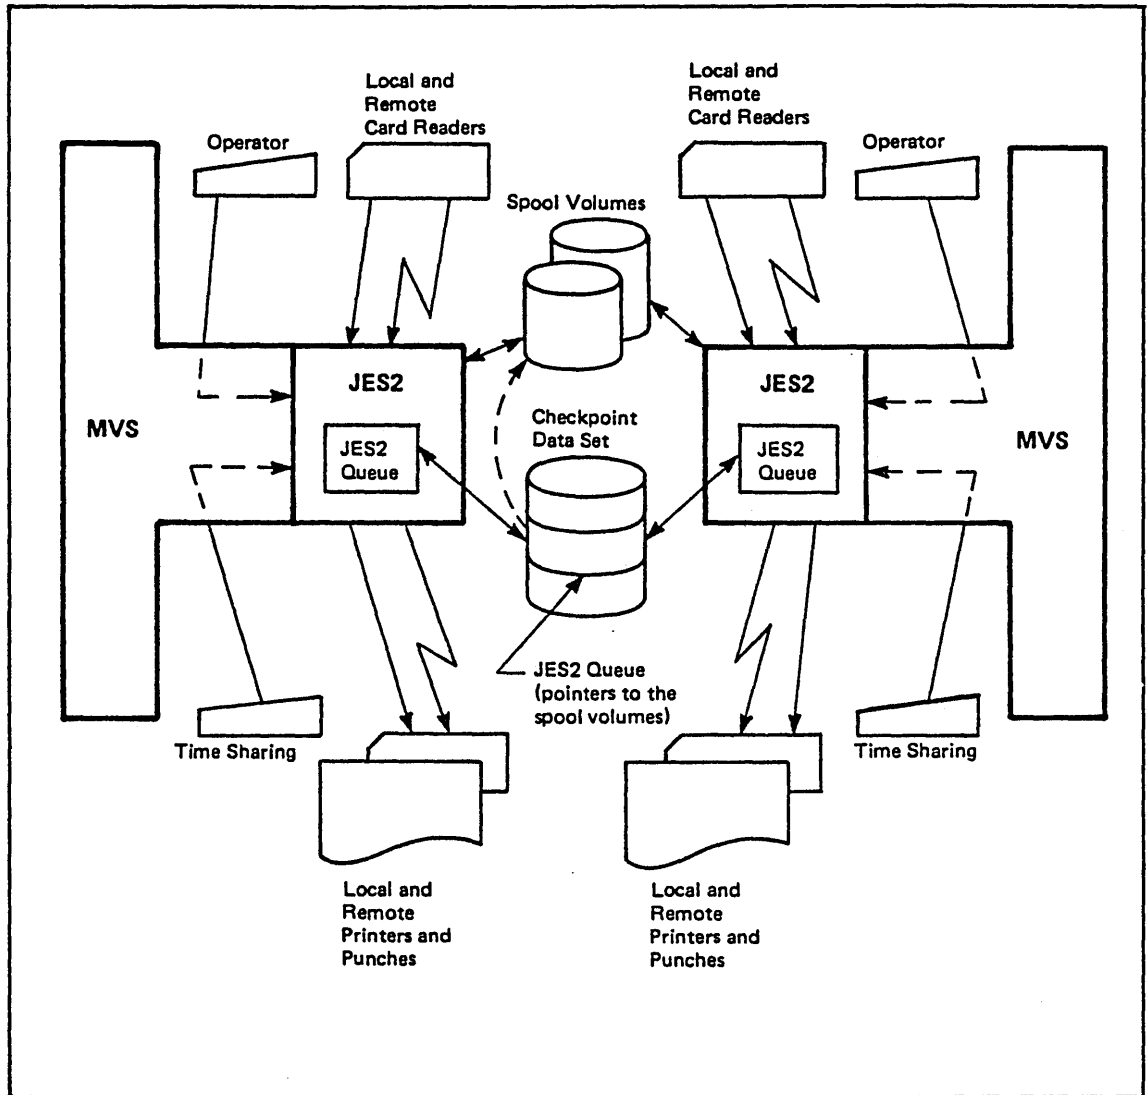 Local and
Remote
Card Readers
Local and
Remote
Card Readers
Operator
Operator
Spool Volumes
JES2
JES2
MVS
MVS
Checkpoint
Data Set
JES2
Queue
JES2
Queue
JES2 Queue
(pointers to the
spool volumes)
Time Sharing
Time Sharing
Local and
Remote
Printers and
Punches
Local and
Remote
Printers and
Punches